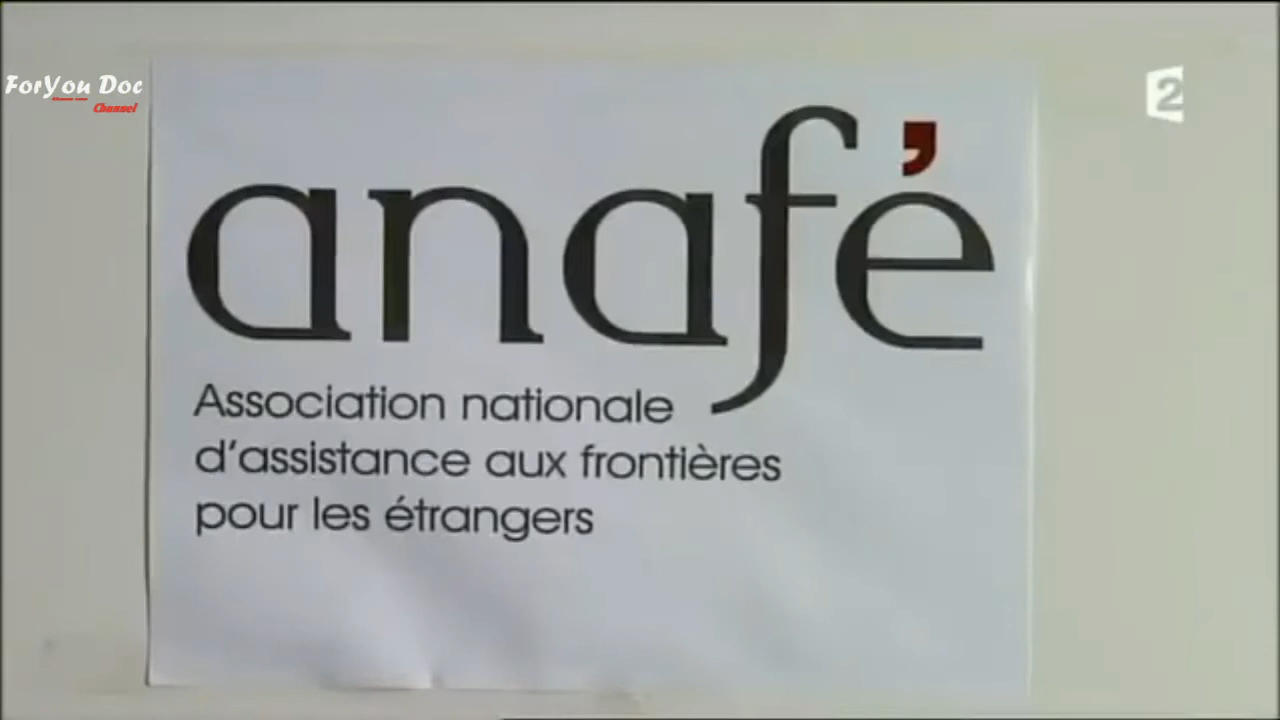 ForYou Doc
Channel
2
anafé
Association nationale
d'assistance aux frontières
pour les étrangers